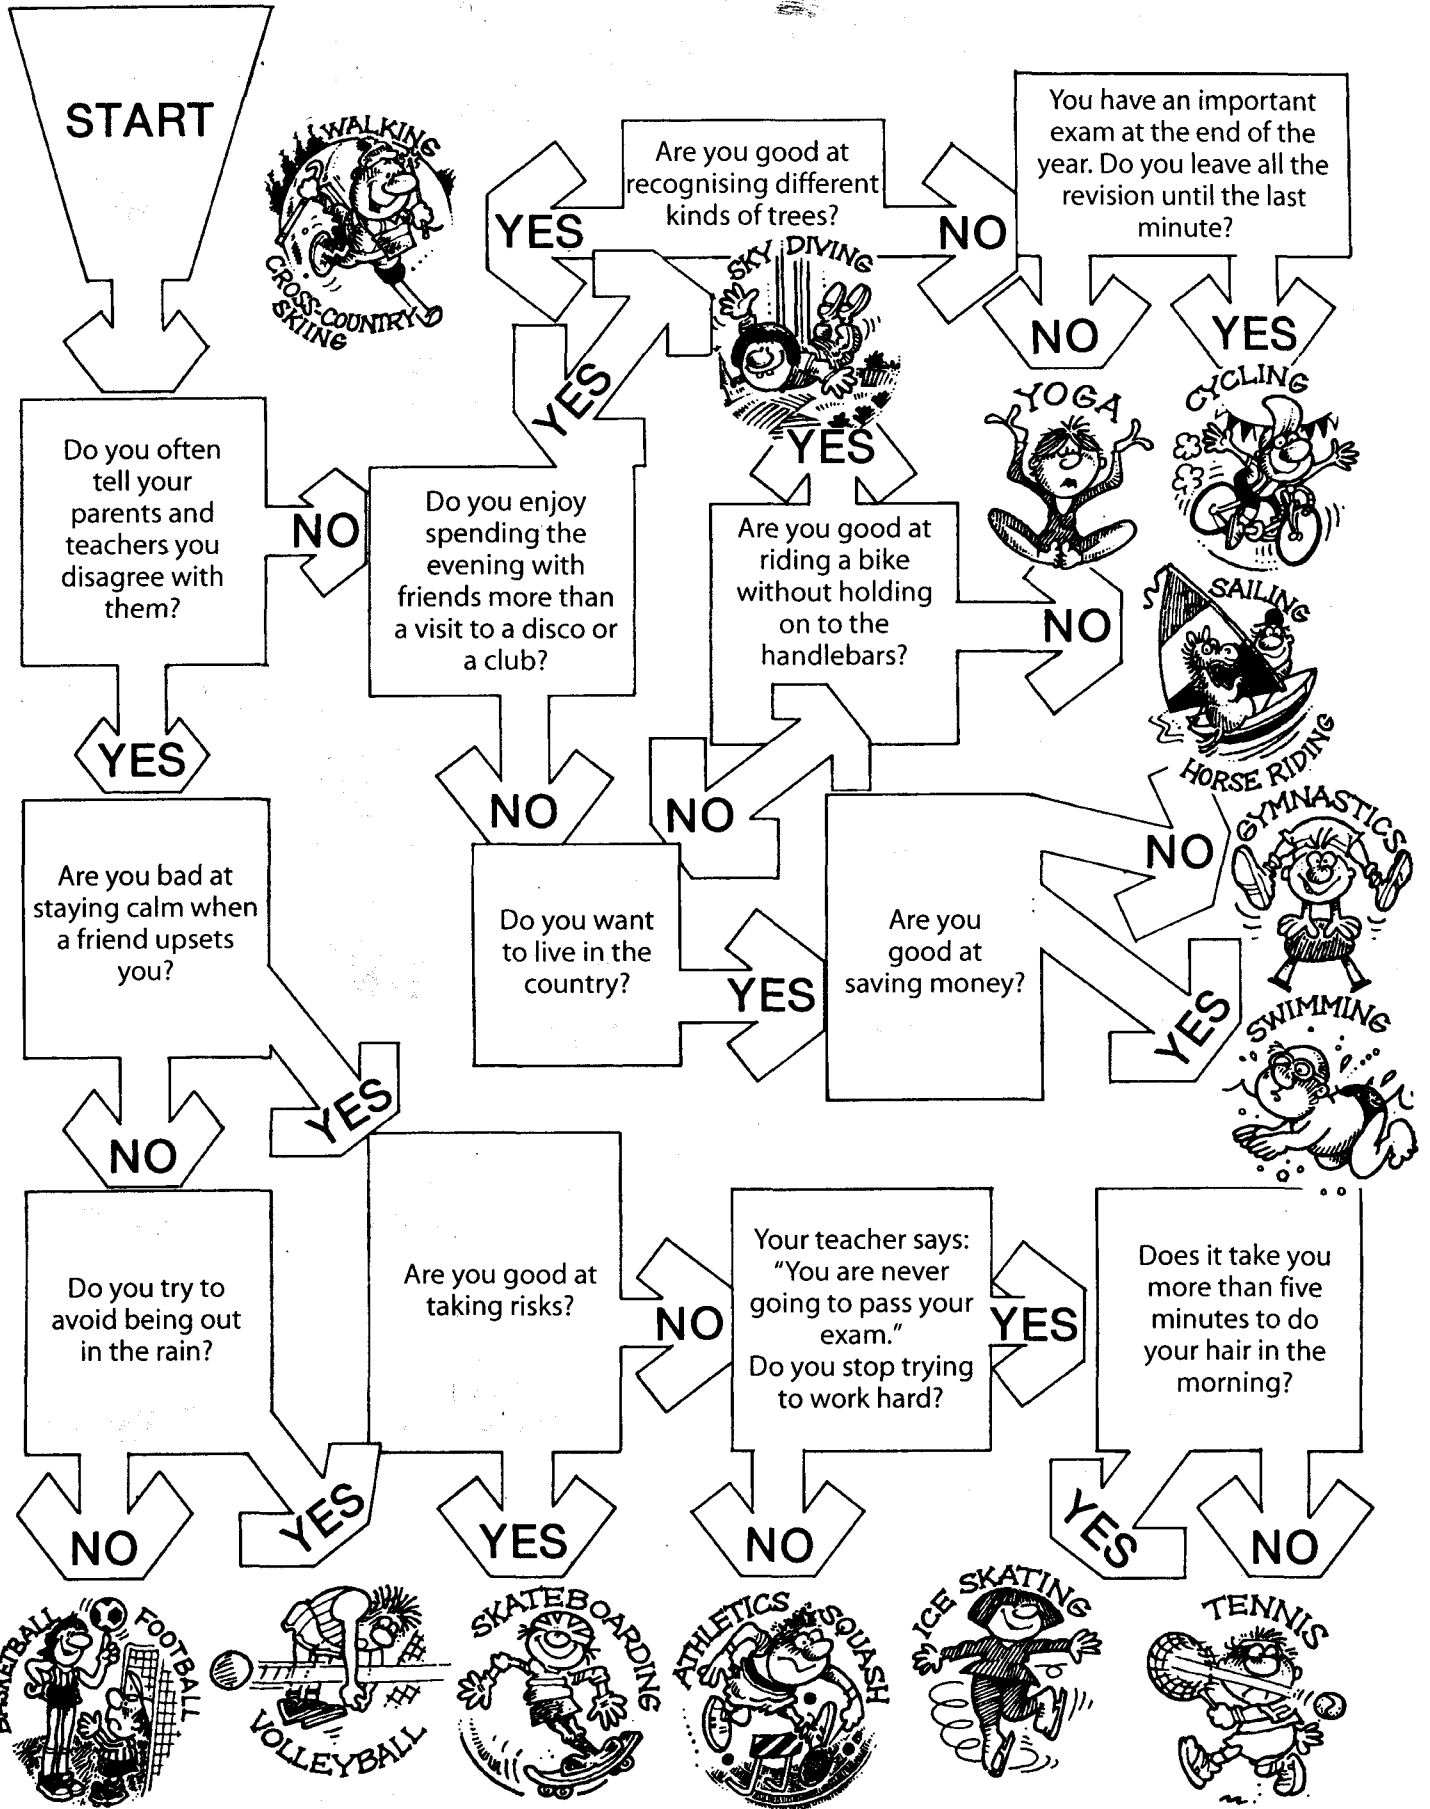 START
WALKING
CROSS-COUNTRY
SKIING
Do you often
tell your
parents and
teachers you
disagree with
them?
NO
YES
Do you enjoy
spending the
evening with
friends more than
a visit to a disco or
a club?
YES
NO
Are you good at
recognising different
kinds of trees?
YES
NO
You have an important
exam at the end of the
year. Do you leave all the
revision until the last
minute?
NO
YES
YOGA
CYCLING
SKY DIVING
YES
Are you good at
riding a bike
without holding
on to the
handlebars?
NO
SAILING
HORSE RIDING
Do you want
to live in the
country?
NO
YES
Are you
good at
saving money?
NO
YES
GYMNASTICS
SWIMMING
Are you bad at
staying calm when
a friend upsets
you?
NO
YES
Do you try to
avoid being out
in the rain?
NO
YES
Are you good at
taking risks?
NO
YES
Your teacher says:
"You are never
going to pass your
exam."
Do you stop trying
to work hard?
YES
NO
Does it take you
more than five
minutes to do
your hair in the
morning?
YES
NO
BASKETBALL
FOOTBALL
VOLLEYBALL
SKATEBOARDING
ATHLETICS
SQUASH
ICE SKATING
TENNIS